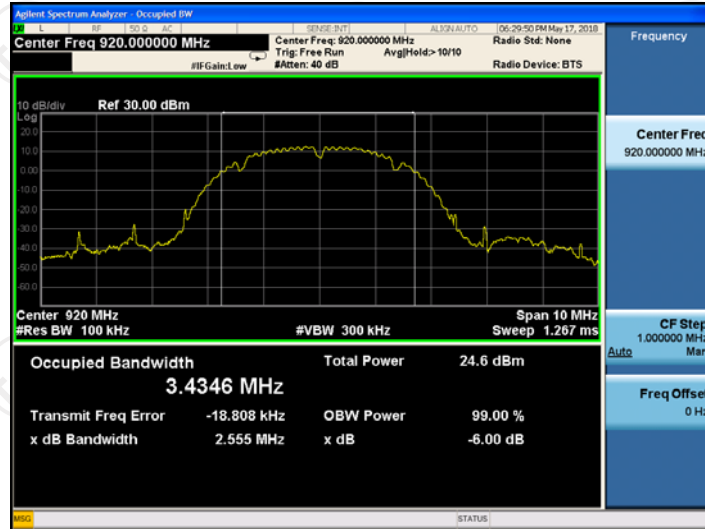 Agilent Spectrum Analyzer - Occupied BW
L RF 50 Ω AC SENSE:INT ALIGN AUTO 06:29:50 PM May 17, 2018
Center Freq 920.000000 MHz
Center Freq: 920.000000 MHz Radio Std: None
Trig: Free Run Avg|Hold:> 10/10
#IFGain:Low #Atten: 40 dB Radio Device: BTS
10 dB/div Ref 30.00 dBm
Log
20.0
10.0
0.00
-10.0
-20.0
-30.0
-40.0
-50.0
-60.0
Center 920 MHz Span 10 MHz
#Res BW 100 kHz #VBW 300 kHz Sweep 1.267 ms
Occupied Bandwidth Total Power 24.6 dBm
3.4346 MHz
Transmit Freq Error -18.808 kHz OBW Power 99.00 %
x dB Bandwidth 2.555 MHz x dB -6.00 dB
MSG STATUS
Frequency
Center Freq
920.000000 MHz
CF Step
1.000000 MHz
Auto Man
Freq Offset
0 Hz